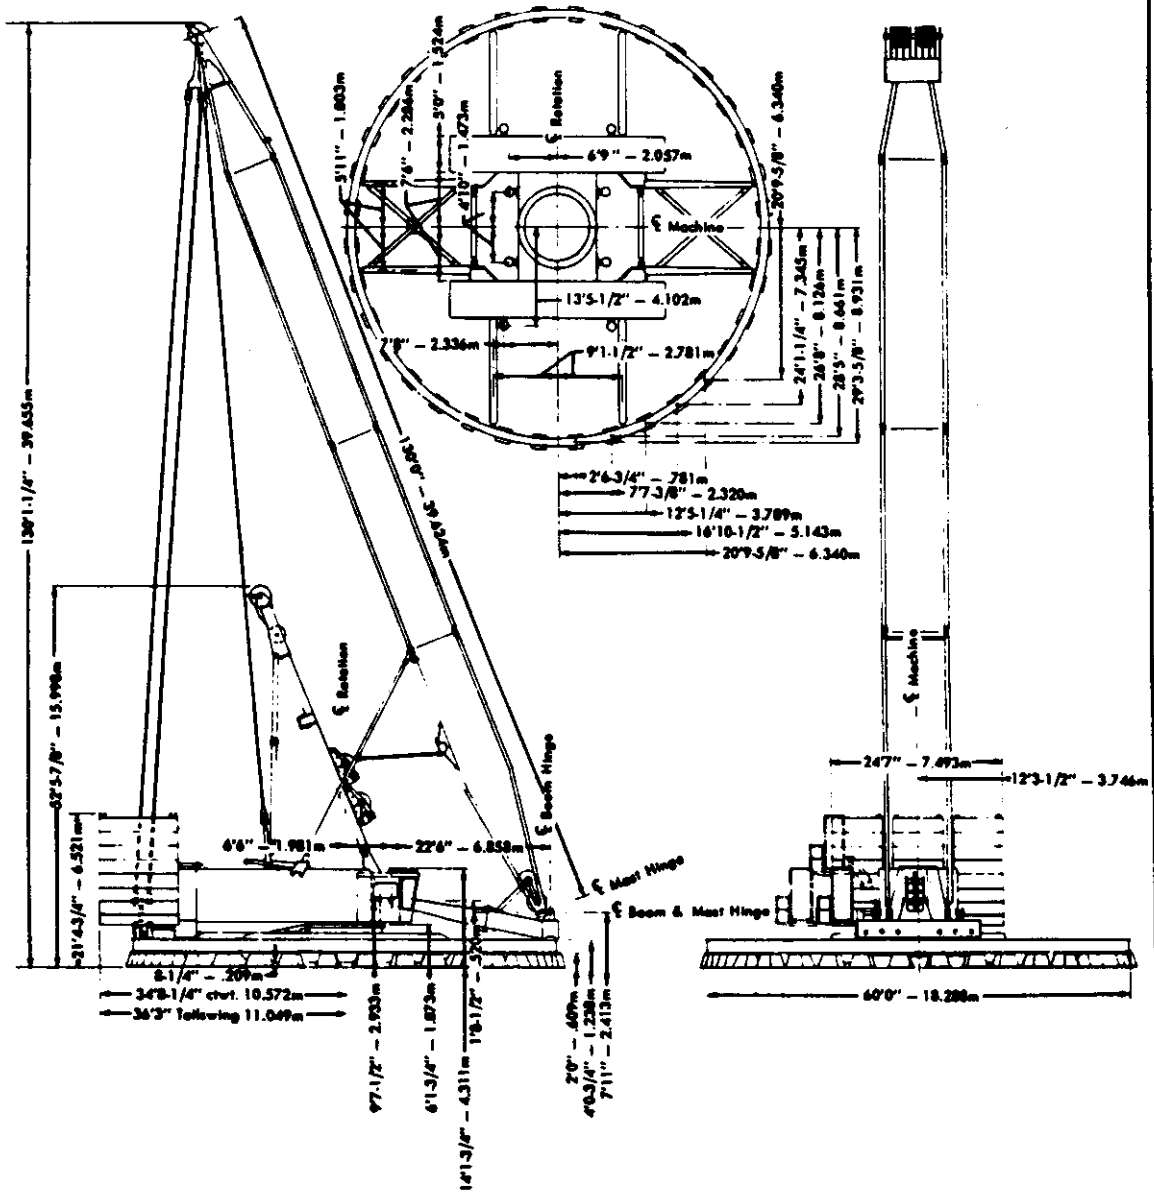 130'1-1/4" – 39.655m
52'5-7/8" – 15.998m
21'4-3/4" – 6.521m
130'0" – 39.624m
℄ Rotation
6'6" – 1.981m
22'6" – 6.858m
℄ Boom Hinge
℄ Mast Hinge
℄ Boom & Mast Hinge
8-1/4" – .209m
34'8-1/4" ctwt. 10.572m
36'3" Tailswing 11.049m
9'7-1/2" – 2.933m
6'1-3/4" – 1.873m
14'1-3/4" – 4.311m
1'8-1/2" – .520m
2'0" – .609m
4'0-3/4" – 1.238m
7'11" – 2.413m
5'11" – 1.803m
7'6" – 2.286m
5'0" – 1.524m
4'10" – 1.473m
℄ Rotation
6'9" – 2.057m
℄ Machine
13'5-1/2" – 4.102m
7'8" – 2.336m
9'1-1/2" – 2.781m
20'9-5/8" – 6.340m
24'1-1/4" – 7.345m
26'8" – 8.126m
28'5" – 8.661m
29'3-5/8" – 8.931m
2'6-3/4" – .781m
7'7-3/8" – 2.320m
12'5-1/4" – 3.789m
16'10-1/2" – 5.143m
20'9-5/8" – 6.340m
℄ Machine
24'7" – 7.493m
12'3-1/2" – 3.746m
60'0" – 18.288m